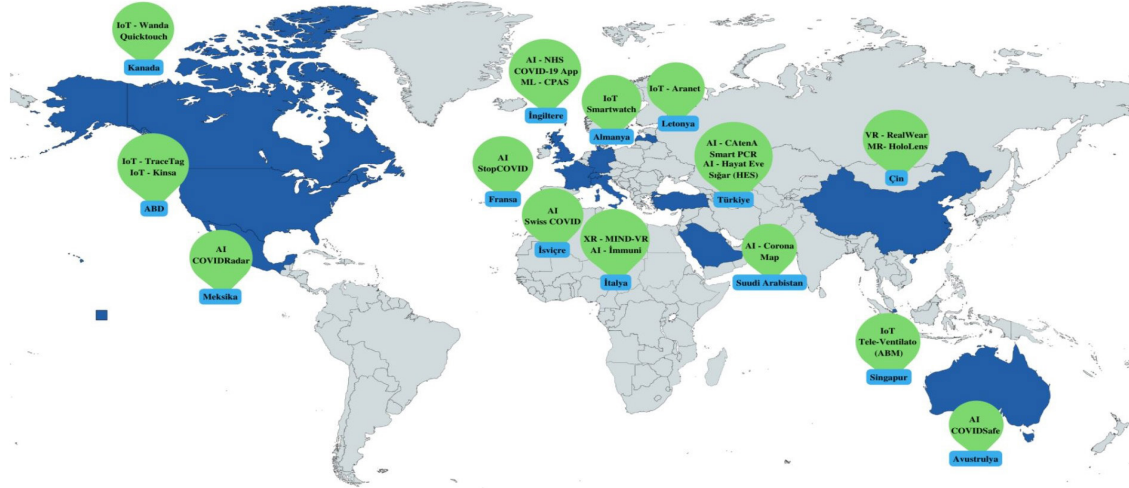 IoT - Wanda
Quicktouch
Kanada
AI - NHS
COVID-19 App
ML - CPAS
İngiltere
IoT
Smartwatch
Almanya
IoT - Aranet
Letonya
IoT - TraceTag
IoT - Kinsa
ABD
AI
StopCOVID
Fransa
AI - CAtenA
Smart PCR
AI - Hayat Eve
Sığar (HES)
Türkiye
VR - RealWear
MR- HoloLens
Çin
AI
COVIDRadar
Meksika
AI
Swiss COVID
İsviçre
XR - MIND-VR
AI - İmmuni
İtalya
AI - Corona
Map
Suudi Arabistan
IoT
Tele-Ventilato
(ABM)
Singapur
AI
COVIDSafe
Avustrulya